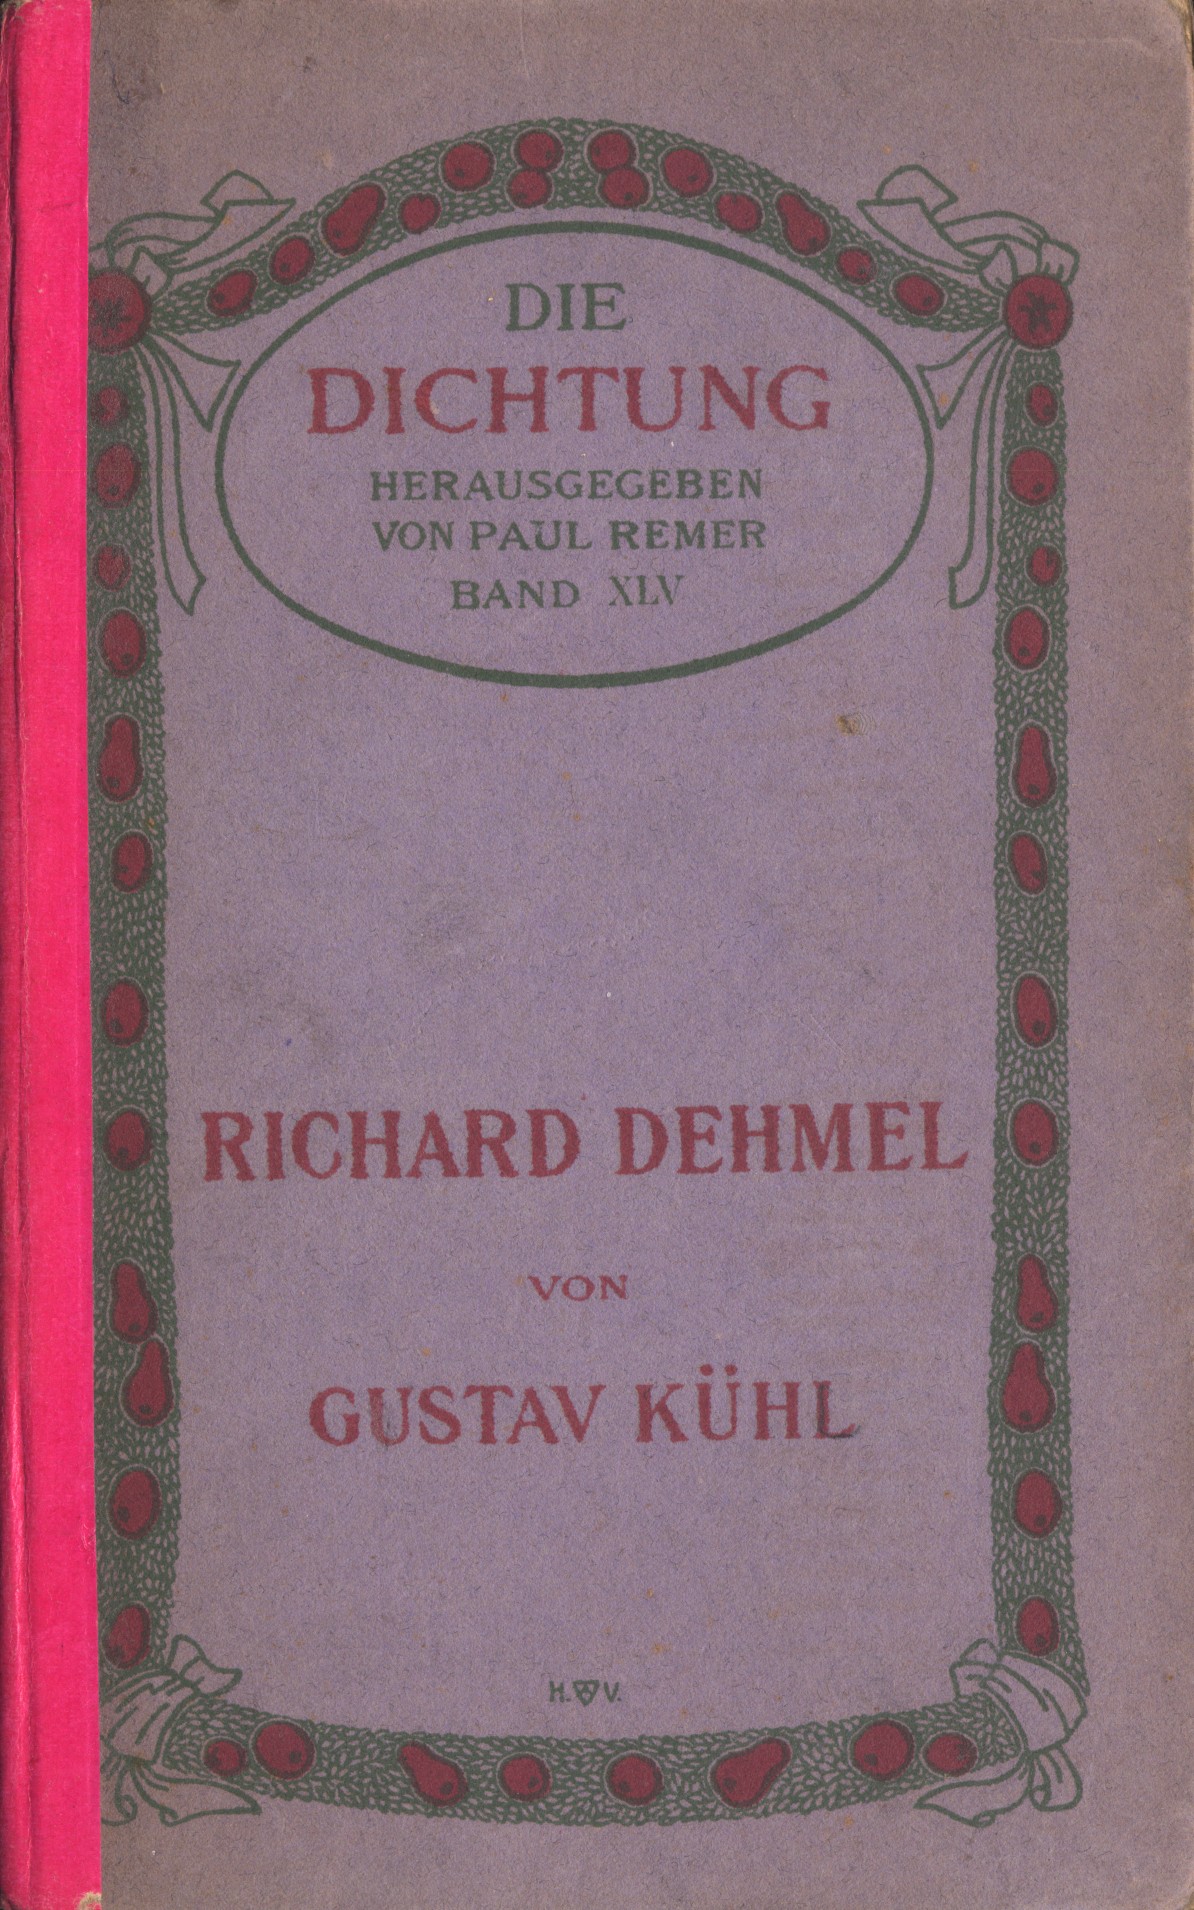 DIE
DICHTUNG
HERAUSGEGEBEN
VON PAUL REMER
BAND XLV
RICHARD DEHMEL
VON
GUSTAV KÜHL
H. V.